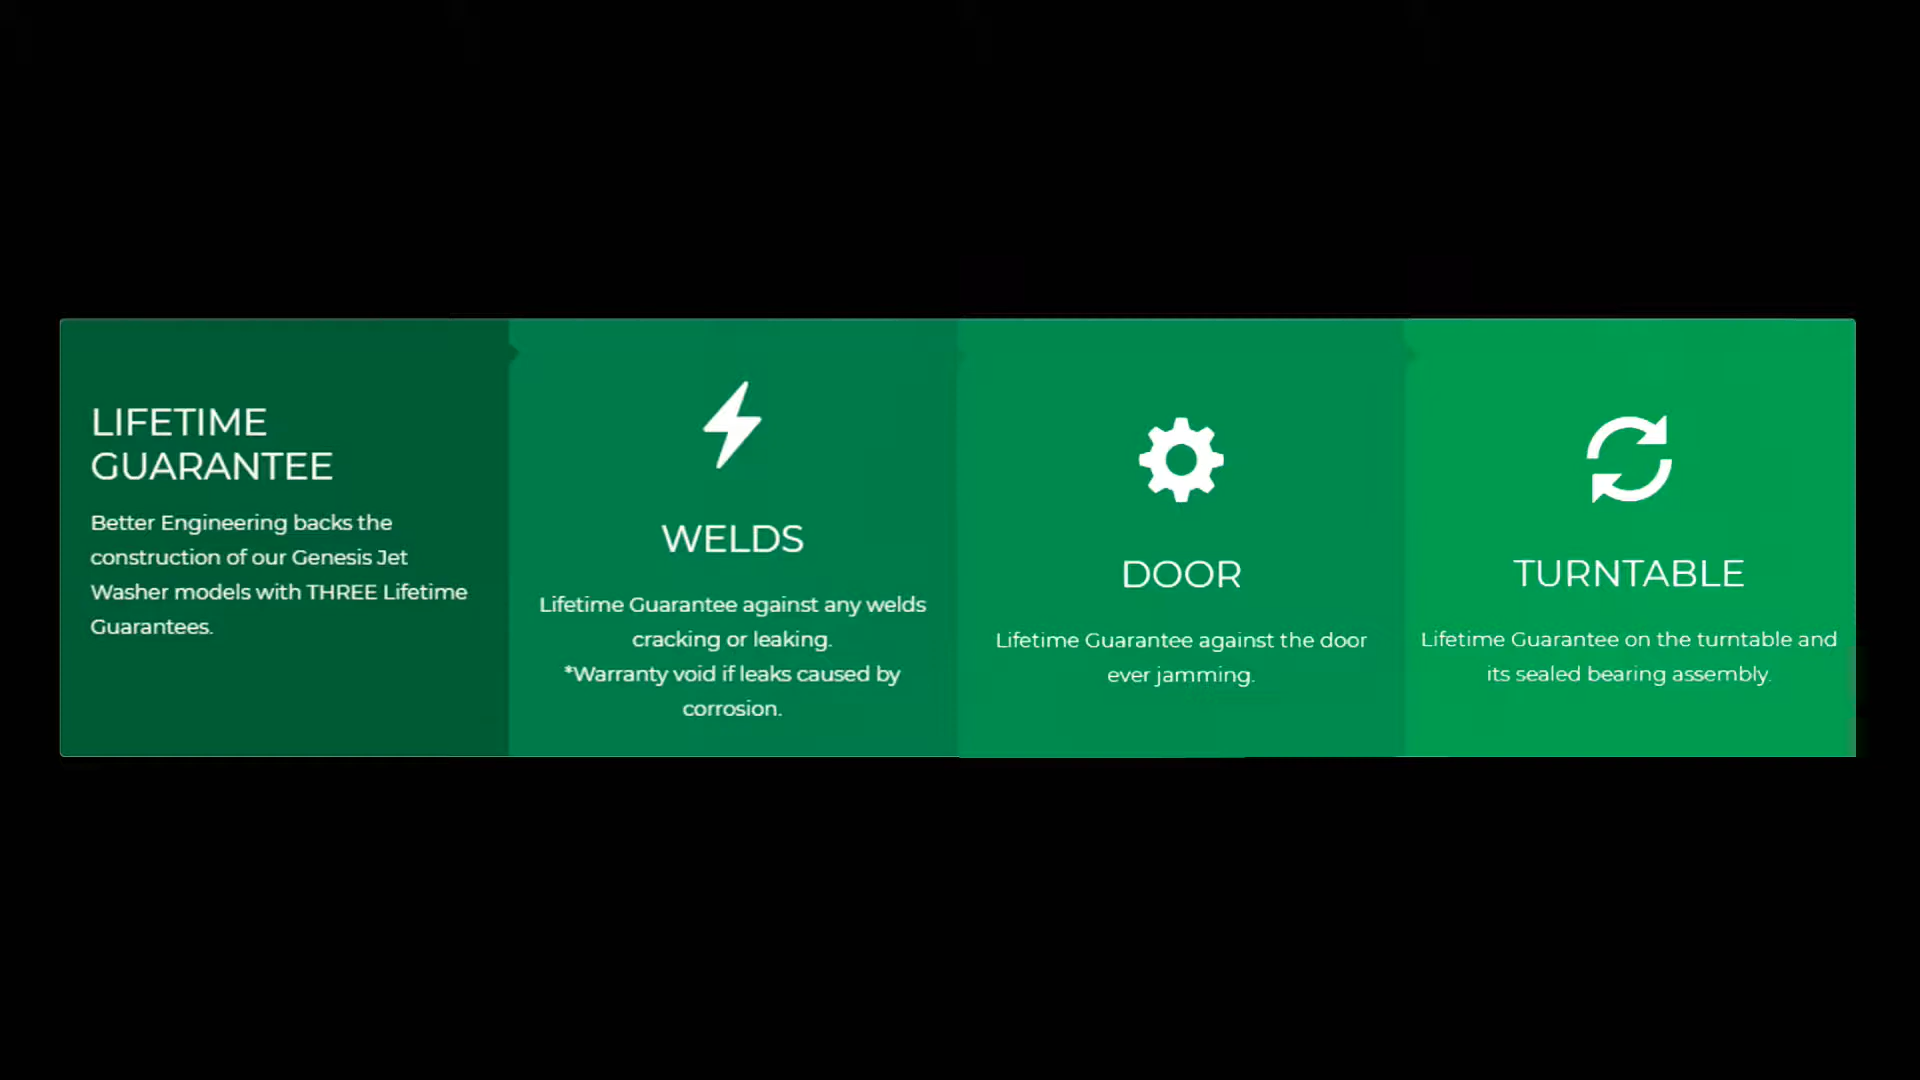 LIFETIME
GUARANTEE
Better Engineering backs the
construction of our Genesis Jet
Washer models with THREE Lifetime
Guarantees.
WELDS
Lifetime Guarantee against any welds
cracking or leaking.
*Warranty void if leaks caused by
corrosion.
DOOR
Lifetime Guarantee against the door
ever jamming.
TURNTABLE
Lifetime Guarantee on the turntable and
its sealed bearing assembly.